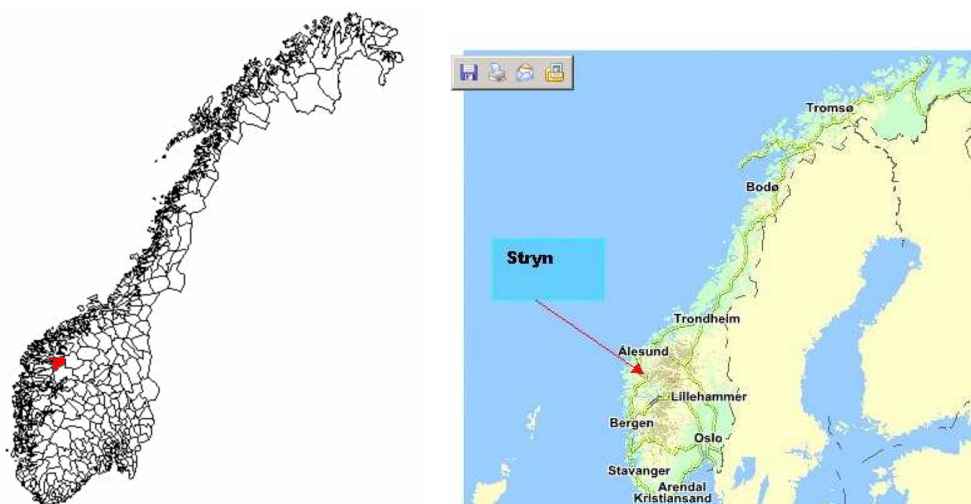 Tromsø
Bodø
Stryn
Trondheim
Ålesund
Lillehammer
Bergen
Oslo
Stavanger
Arendal
Kristiansand